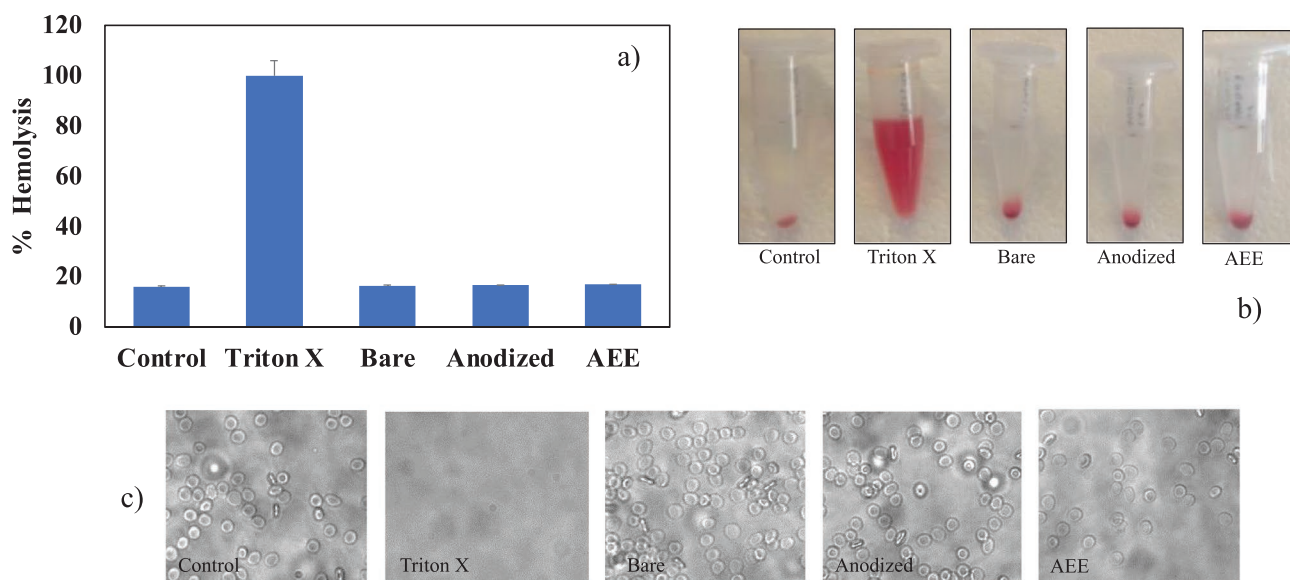 120
100
80
60
40
20
0
% Hemolysis
a)
Control Triton X Bare Anodized AEE
Control Triton X Bare Anodized AEE
b)
c)
Control Triton X Bare Anodized AEE